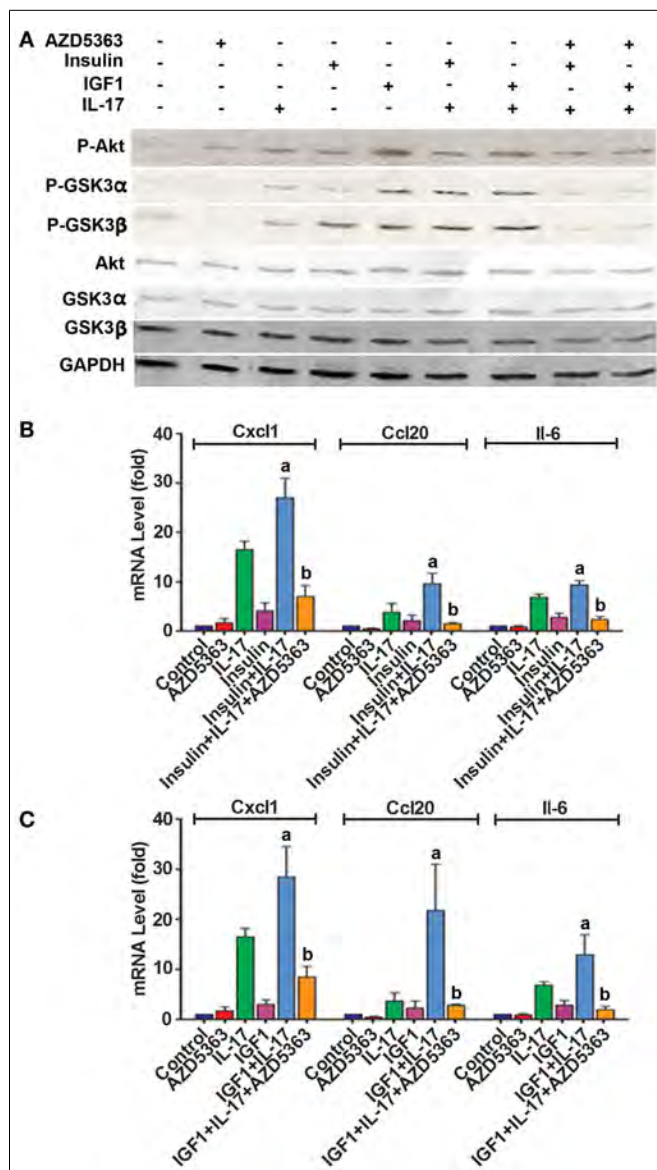 A
AZD5363 - + - - - - - + +
Insulin - - - + - + - + -
IGF1 - - - - + - + - +
IL-17 - - + - - + + + +
P-Akt
P-GSK3α
P-GSK3β
Akt
GSK3α
GSK3β
GAPDH
B
Cxcl1 Ccl20 Il-6
mRNA Level (fold)
40
30
20
10
0
a b a b a b
Control AZD5363 IL-17 Insulin Insulin+IL-17 Insulin+IL-17+AZD5363 Control AZD5363 IL-17 Insulin Insulin+IL-17 Insulin+IL-17+AZD5363 Control AZD5363 IL-17 Insulin Insulin+IL-17 Insulin+IL-17+AZD5363
C
Cxcl1 Ccl20 Il-6
mRNA Level (fold)
40
30
20
10
0
a b a b a b
Control AZD5363 IL-17 IGF1 IGF1+IL-17 IGF1+IL-17+AZD5363 Control AZD5363 IL-17 IGF1 IGF1+IL-17 IGF1+IL-17+AZD5363 Control AZD5363 IL-17 IGF1 IGF1+IL-17 IGF1+IL-17+AZD5363